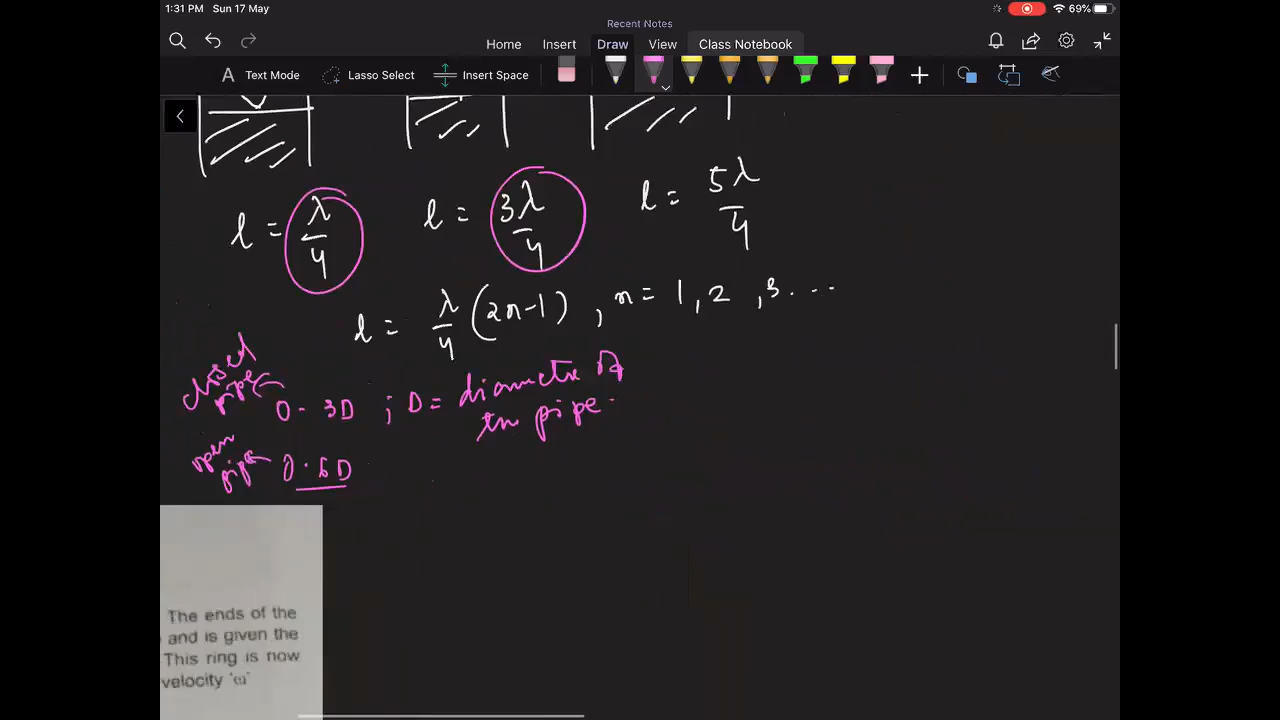 1:31 PM Sun 17 May 69%
Recent Notes
Home Insert Draw View Class Notebook
Text Mode Lasso Select Insert Space
l = λ/4 l = 3λ/4 l = 5λ/4
l = λ/4 (2n-1) , n = 1, 2 , 3. ...
closed pipe 0.3D ; D = diametre of
the pipe.
open pipe 0.6D
The ends of the
and is given the
This ring is now
velocity 'ω'